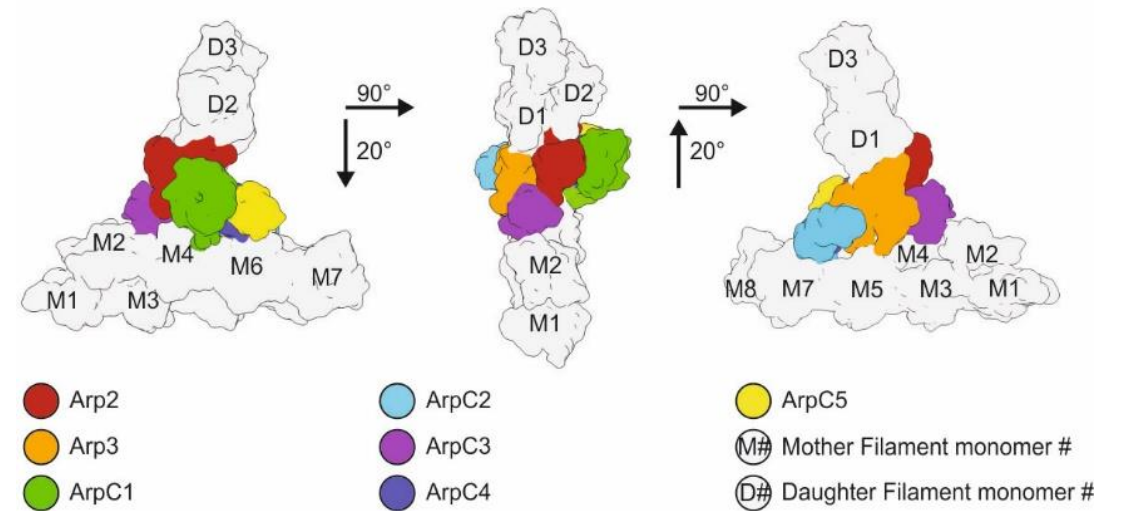 D3
D2
M2
M4
M6
M7
M1
M3
90°
20°
D3
D2
D1
M2
M1
90°
20°
D3
D1
M4
M2
M8
M7
M5
M3
M1
Arp2
ArpC2
ArpC5
Arp3
ArpC3
M# Mother Filament monomer #
ArpC1
ArpC4
D# Daughter Filament monomer #